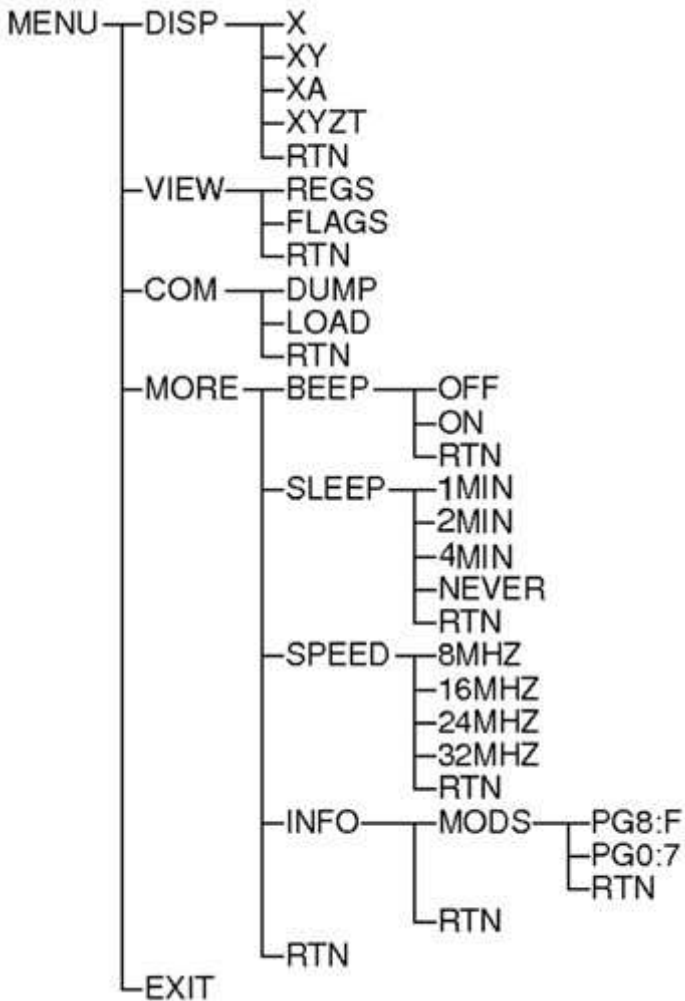 MENU DISP X
XY
XA
XYZT
RTN
VIEW REGS
FLAGS
RTN
COM DUMP
LOAD
RTN
MORE BEEP OFF
ON
RTN
SLEEP 1MIN
2MIN
4MIN
NEVER
RTN
SPEED 8MHZ
16MHZ
24MHZ
32MHZ
RTN
INFO MODS PG8:F
PG0:7
RTN
RTN
RTN
EXIT